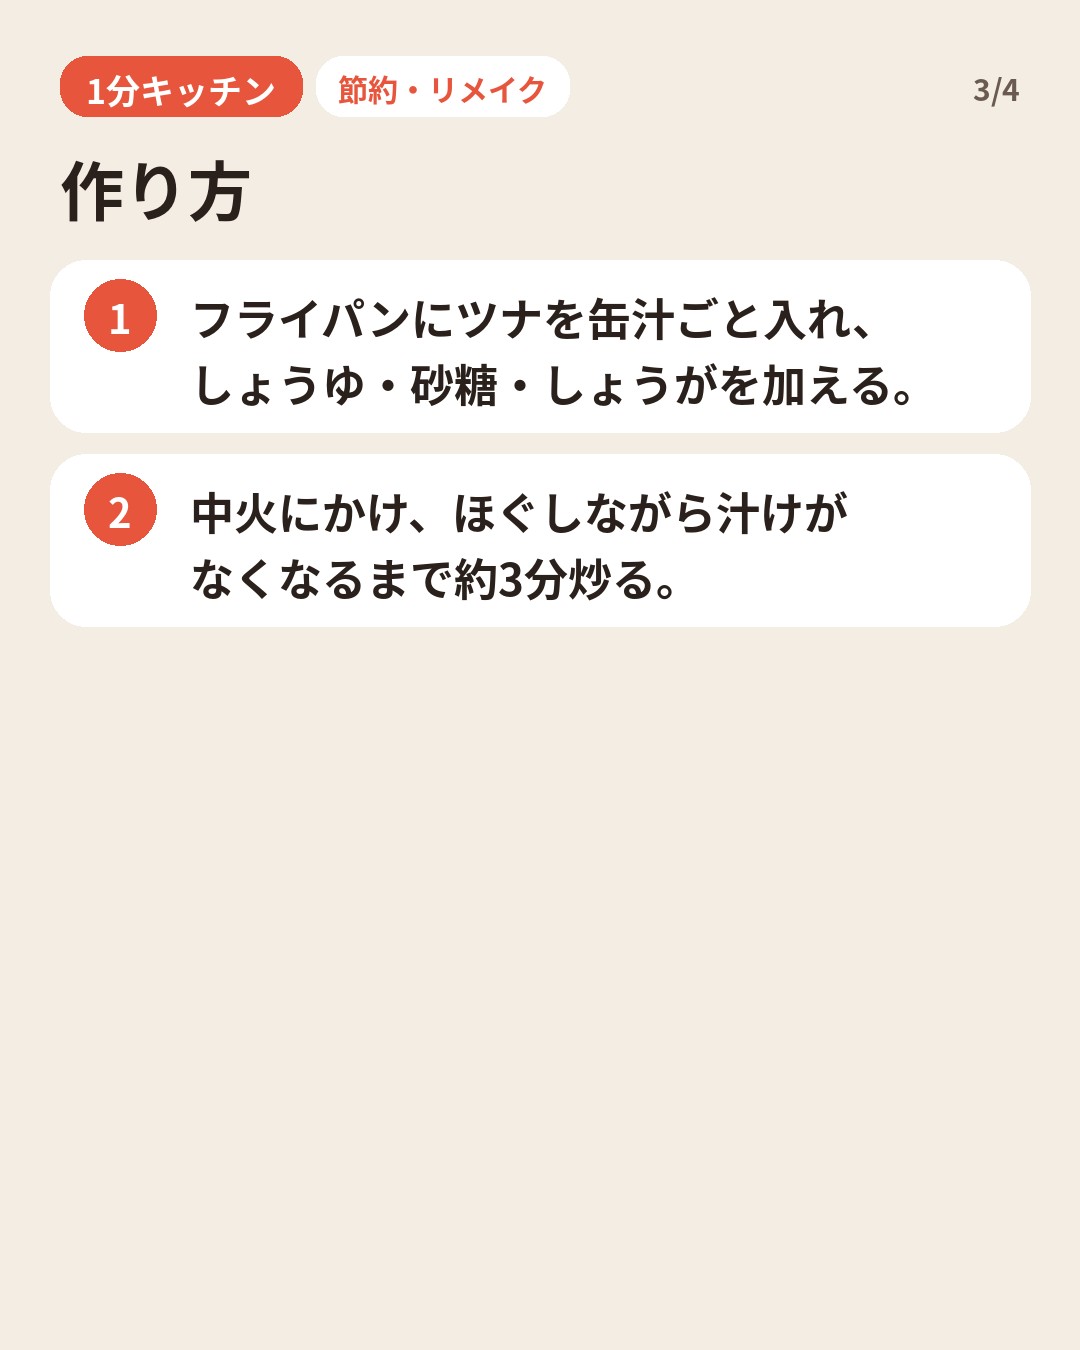 1分キッチン
節約・リメイク
3/4
作り方
1
フライパンにツナを缶汁ごと入れ、
しょうゆ・砂糖・しょうがを加える。
2
中火にかけ、ほぐしながら汁けが
なくなるまで約3分炒る。